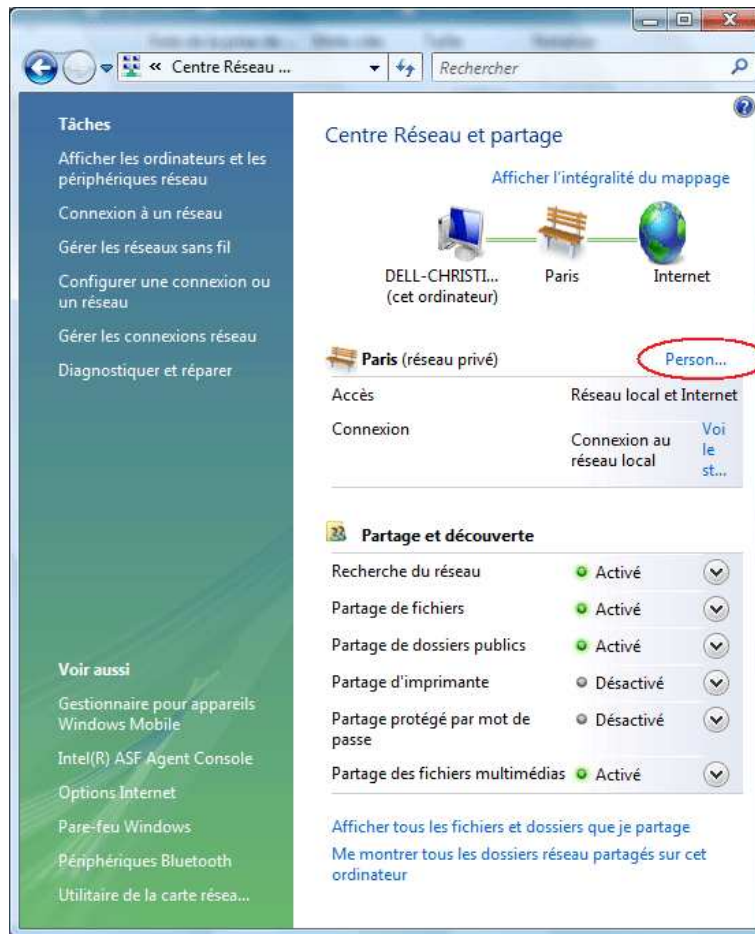 « Centre Réseau ...
Rechercher
Tâches
Afficher les ordinateurs et les
périphériques réseau
Connexion à un réseau
Gérer les réseaux sans fil
Configurer une connexion ou
un réseau
Gérer les connexions réseau
Diagnostiquer et réparer
Voir aussi
Gestionnaire pour appareils
Windows Mobile
Intel(R) ASF Agent Console
Options Internet
Pare-feu Windows
Périphériques Bluetooth
Utilitaire de la carte résea...
Centre Réseau et partage
Afficher l'intégralité du mappage
DELL-CHRISTI... Paris Internet
(cet ordinateur)
Paris (réseau privé) Person...
Accès Réseau local et Internet
Connexion Connexion au réseau local Voi
le
st...
Partage et découverte
Recherche du réseau Activé
Partage de fichiers Activé
Partage de dossiers publics Activé
Partage d'imprimante Désactivé
Partage protégé par mot de Désactivé
passe
Partage des fichiers multimédias Activé
Afficher tous les fichiers et dossiers que je partage
Me montrer tous les dossiers réseau partagés sur cet
ordinateur